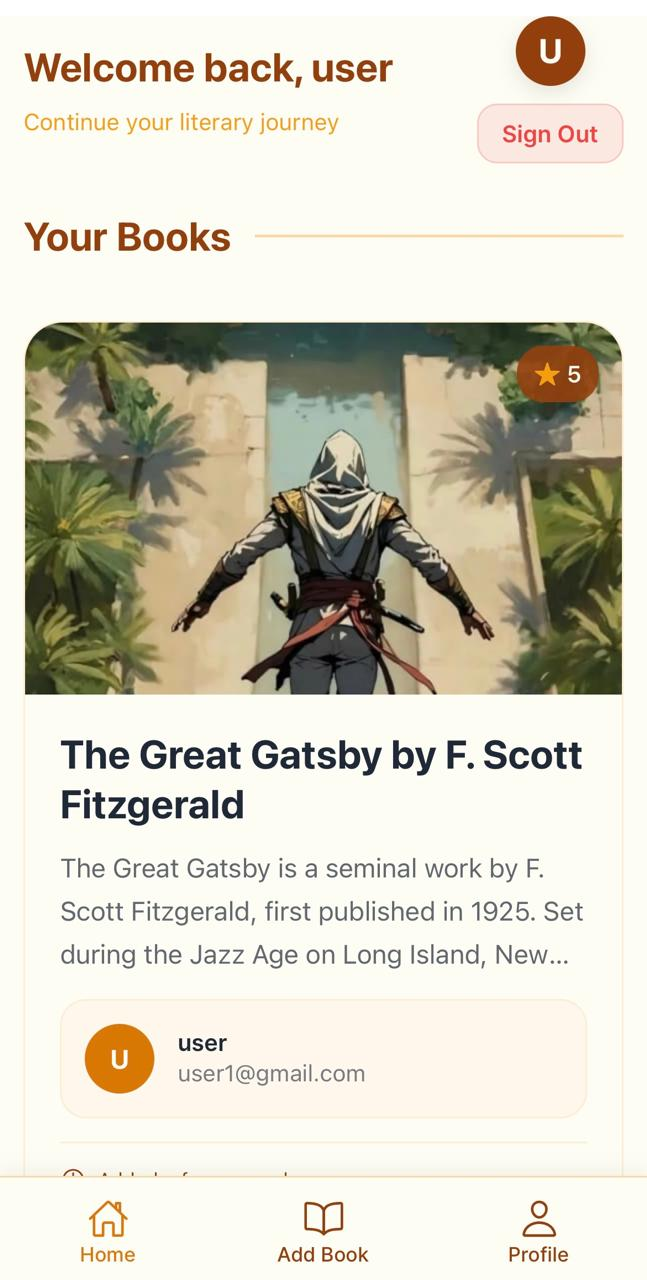 Welcome back, user
U
Continue your literary journey
Sign Out
Your Books
5
The Great Gatsby by F. Scott
Fitzgerald
The Great Gatsby is a seminal work by F.
Scott Fitzgerald, first published in 1925. Set
during the Jazz Age on Long Island, New...
U
user
user1@gmail.com
Home
Add Book
Profile